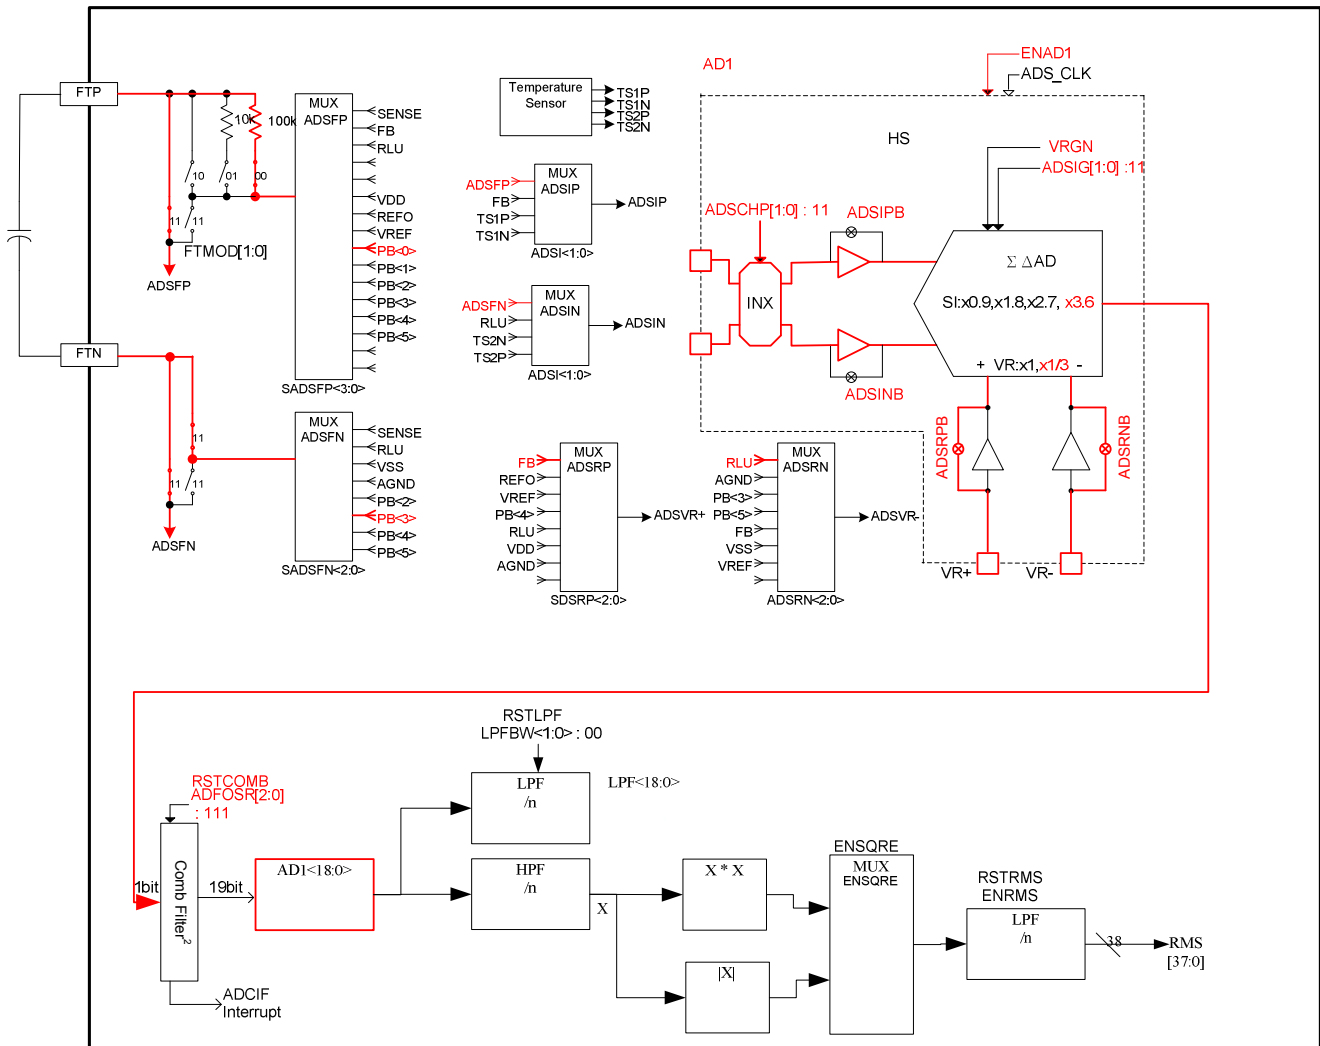 FTP
10k
100k
10
01
00
11
11
FTMOD[1:0]
ADSFP
MUX
ADSFP
SENSE
FB
RLU
VDD
REFO
VREF
PB<0>
PB<1>
PB<2>
PB<3>
PB<4>
PB<5>
SADSFP<3:0>
FTN
11
11
11
ADSFN
MUX
ADSFN
SENSE
RLU
VSS
AGND
PB<2>
PB<3>
PB<4>
PB<5>
SADSFN<2:0>
Temperature
Sensor
TS1P
TS1N
TS2P
TS2N
MUX
ADSIP
ADSFP
FB
TS1P
TS1N
ADSIP
ADSI<1:0>
MUX
ADSIN
ADSFN
RLU
TS2N
TS2P
ADSIN
ADSI<1:0>
MUX
ADSRP
FB
REFO
VREF
PB<4>
RLU
VDD
AGND
ADSVR+
SDSRP<2:0>
MUX
ADSRN
RLU
AGND
PB<3>
PB<5>
FB
VSS
VREF
ADSVR-
ADSRN<2:0>
AD1
ENAD1
ADS_CLK
HS
VRGN
ADSIG[1:0] :11
ADSCHP[1:0] : 11
ADSIPB
INX
ADSINB
Σ ΔAD
SI:x0.9,x1.8,x2.7, x3.6
+ VR:x1,x1/3 -
ADSRPB
ADSRNB
VR+
VR-
RSTLPF
LPFBW<1:0> : 00
LPF
/n
LPF<18:0>
RSTCOMB
ADFOSR[2:0]
: 111
1bit
Comb Filter²
19bit
AD1<18:0>
HPF
/n
X
X * X
|X|
ENSQRE
MUX
ENSQRE
RSTRMS
ENRMS
LPF
/n
38
RMS
[37:0]
ADCIF
Interrupt